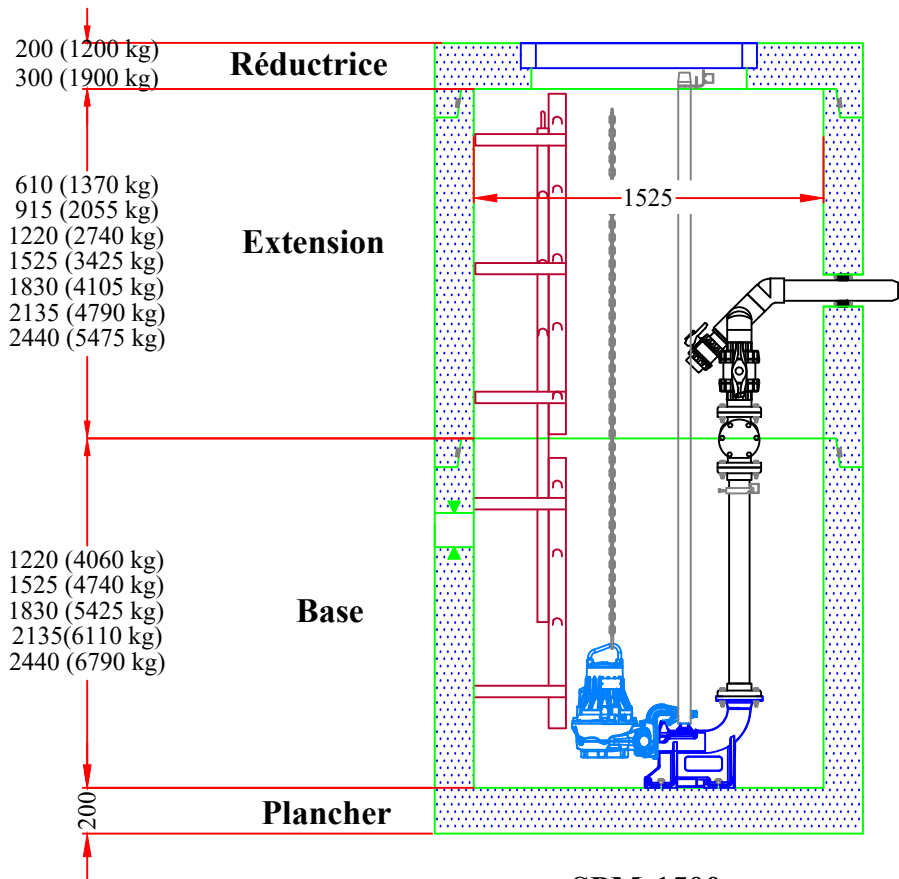 200 (1200 kg)
300 (1900 kg)
Réductrice
610 (1370 kg)
915 (2055 kg)
1220 (2740 kg)
1525 (3425 kg)
1830 (4105 kg)
2135 (4790 kg)
2440 (5475 kg)
Extension
1525
1220 (4060 kg)
1525 (4740 kg)
1830 (5425 kg)
2135(6110 kg)
2440 (6790 kg)
Base
200
Plancher